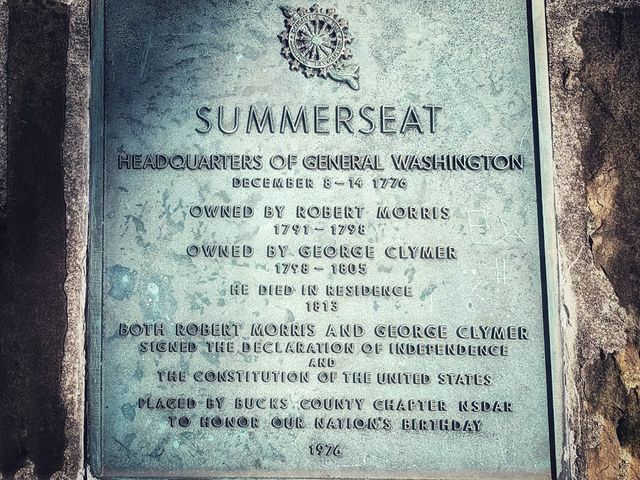 SUMMERSEAT
HEADQUARTERS OF GENERAL WASHINGTON
DECEMBER 8-14 1776
OWNED BY ROBERT MORRIS
1791-1798
OWNED BY GEORGE CLYMER
1798-1805
HE DIED IN RESIDENCE
1813
BOTH ROBERT MORRIS AND GEORGE CLYMER
SIGNED THE DECLARATION OF INDEPENDENCE
AND
THE CONSTITUTION OF THE UNITED STATES
PLACED BY BUCKS COUNTY CHAPTER NSDAR
TO HONOR OUR NATION'S BIRTHDAY
1976